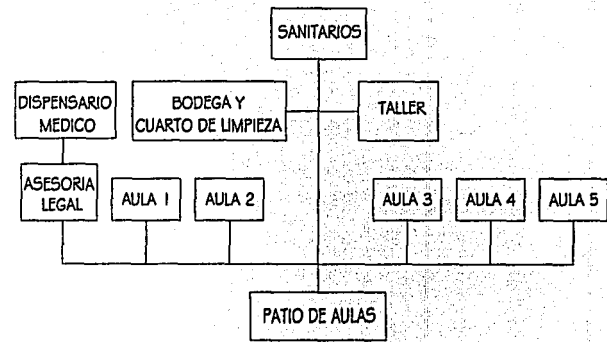 SANITARIOS
DISPENSARIO
MEDICO
BODEGA Y
CUARTO DE LIMPIEZA
TALLER
ASESORIA
LEGAL
AULA 1
AULA 2
AULA 3
AULA 4
AULA 5
PATIO DE AULAS